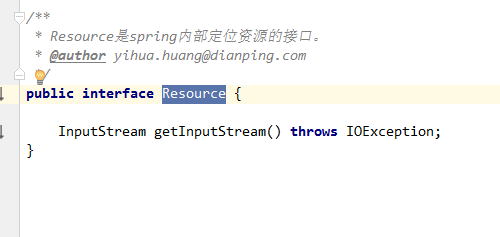 /**
 * Resource是spring内部定位资源的接口。
 * @author yihua.huang@dianping.com
 */
public interface Resource {
    InputStream getInputStream() throws IOException;
}